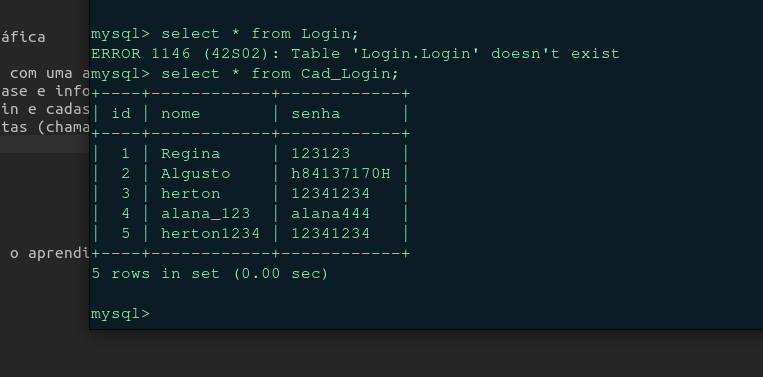 áfica
com uma a
ase e info
in e cadas
tas (chama
o aprendi
mysql> select * from Login;
ERROR 1146 (42S02): Table 'Login.Login' doesn't exist
mysql> select * from Cad_Login;
+----+------------+------------+
| id | nome       | senha      |
+----+------------+------------+
|  1 | Regina     | 123123     |
|  2 | Algusto    | h84137170H |
|  3 | herton     | 12341234   |
|  4 | alana_123  | alana444   |
|  5 | herton1234 | 12341234   |
+----+------------+------------+
5 rows in set (0.00 sec)
mysql>